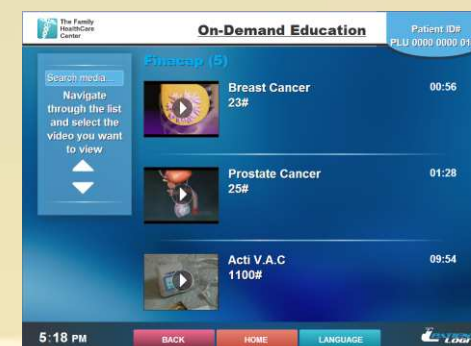 The Family
HealthCare
Center
On-Demand Education
Patient ID#
PLU 0000 0000 01
Search media...
Navigate
through the list
and select the
video you want
to view
Finacap (5)
Breast Cancer
23#
00:56
Prostate Cancer
25#
01:28
Acti V.A.C
1100#
09:54
5:18 PM
BACK
HOME
LANGUAGE